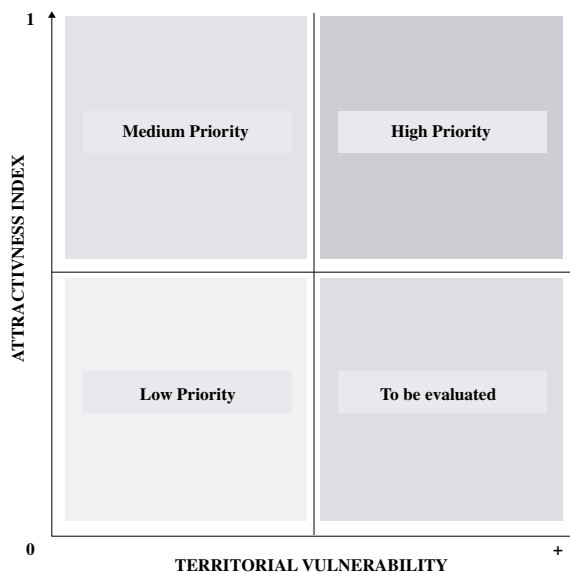 1
Medium Priority
High Priority
ATTRACTIVNESS INDEX
Low Priority
To be evaluated
0
+
TERRITORIAL VULNERABILITY